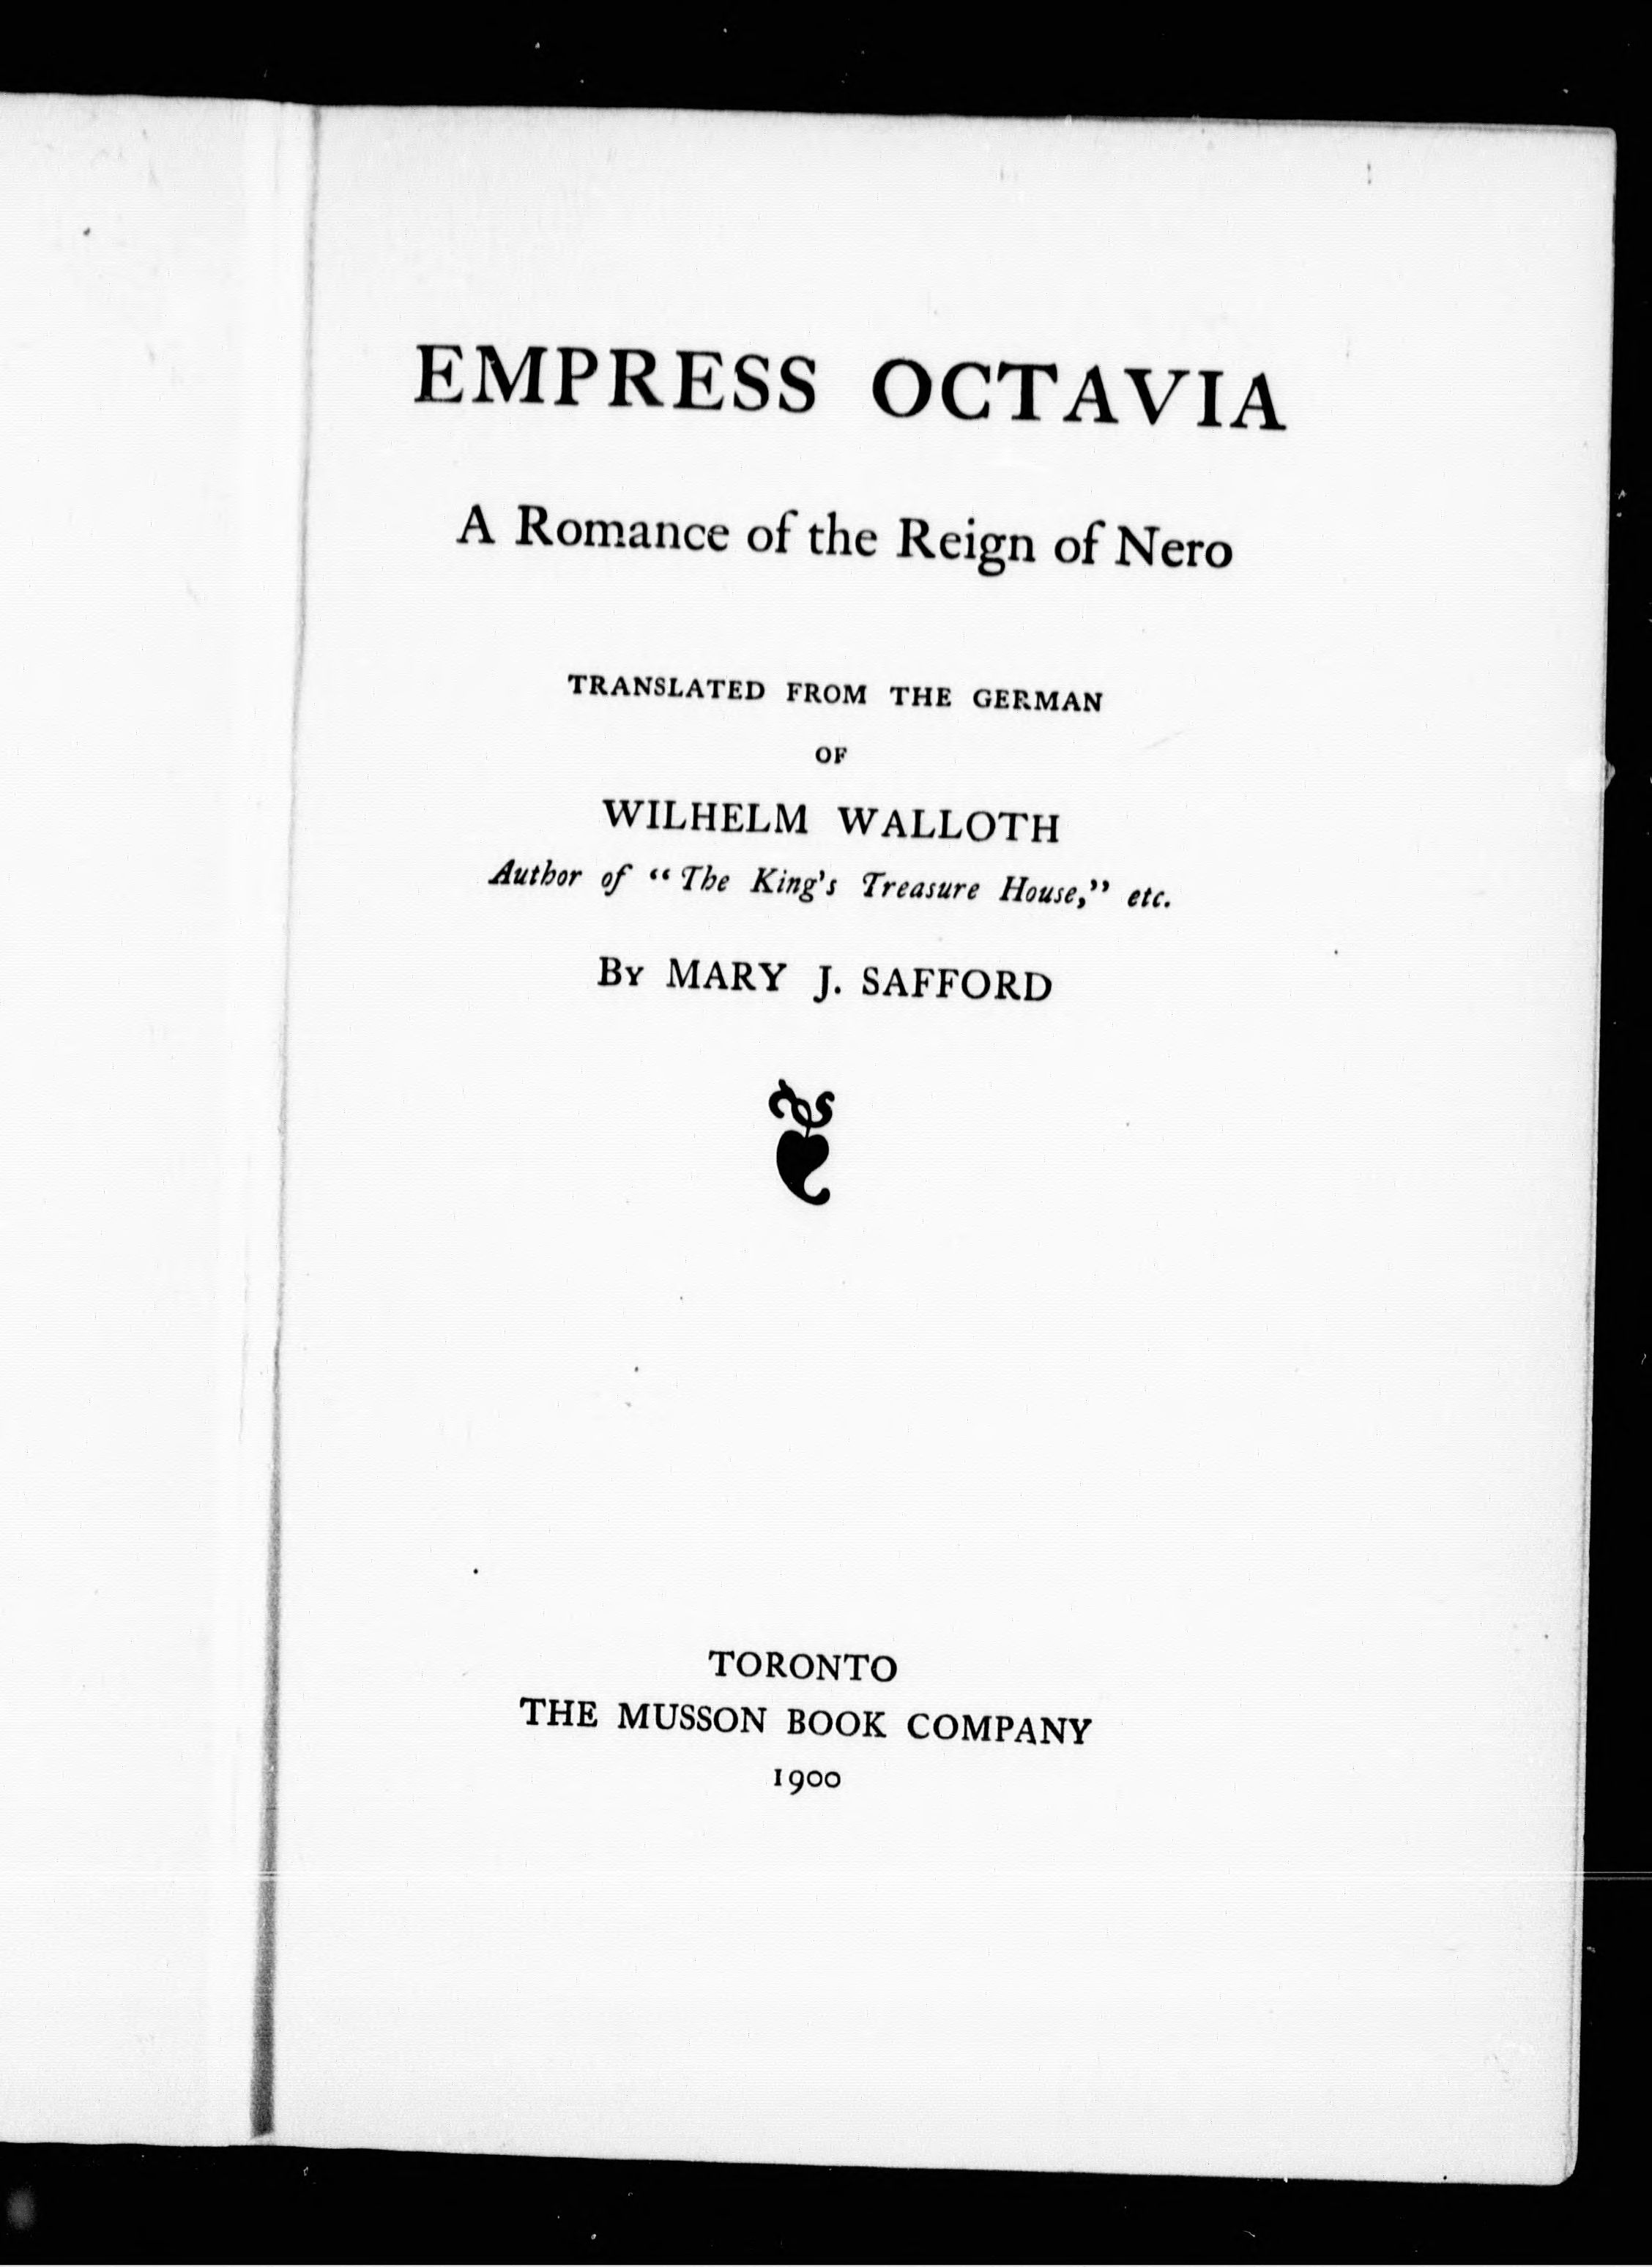 EMPRESS OCTAVIA
A Romance of the Reign of Nero
TRANSLATED FROM THE GERMAN
OF
WILHELM WALLOTH
Author of “The King's Treasure House,” etc.
By MARY J. SAFFORD
TORONTO
THE MUSSON BOOK COMPANY
1900